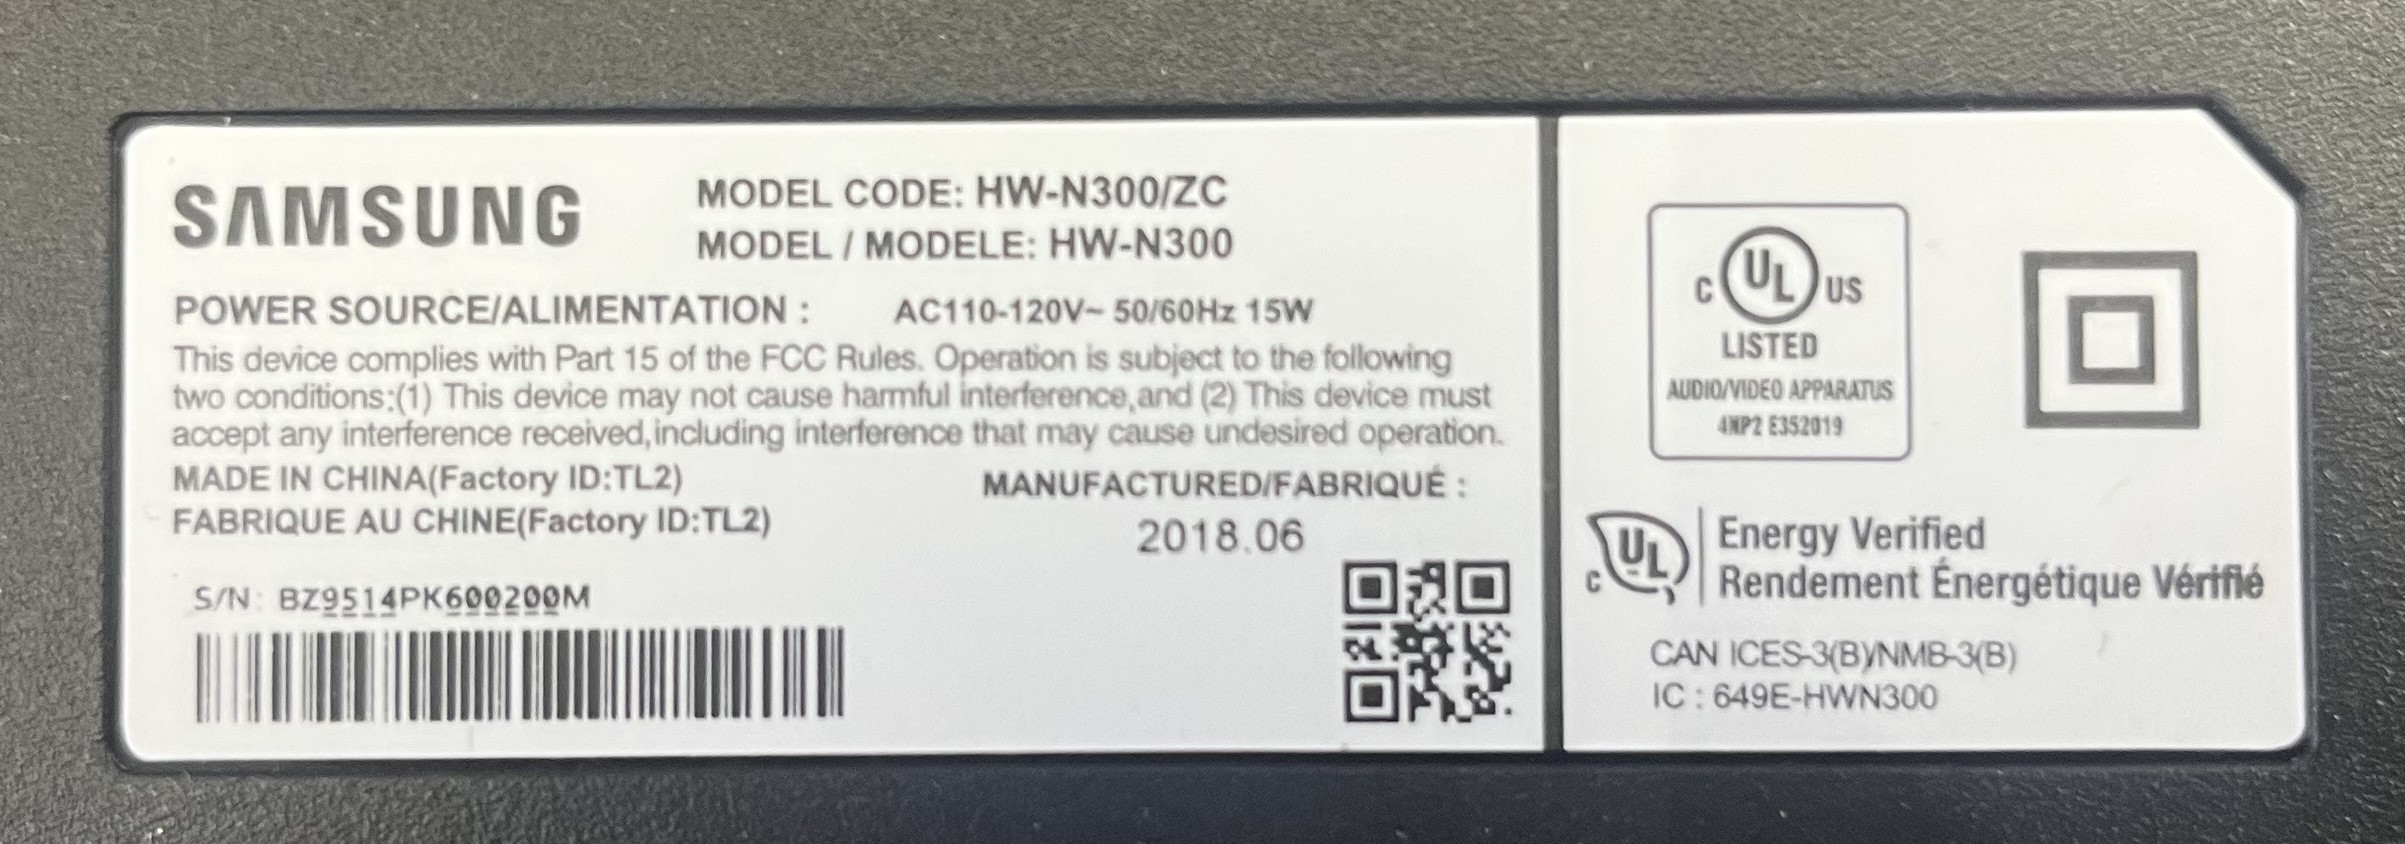 SAMSUNG
MODEL CODE: HW-N300/ZC
MODEL / MODELE: HW-N300
POWER SOURCE/ALIMENTATION : AC110-120V~ 50/60Hz 15W
This device complies with Part 15 of the FCC Rules. Operation is subject to the following
two conditions:(1) This device may not cause harmful interference,and (2) This device must
accept any interference received,including interference that may cause undesired operation.
MADE IN CHINA(Factory ID:TL2)
FABRIQUE AU CHINE(Factory ID:TL2)
MANUFACTURED/FABRIQUÉ :
2018.06
S/N: BZ9514PK600200M
C UL US
LISTED
AUDIO/VIDEO APPARATUS
4NP2 E352019
C UL
Energy Verified
Rendement Énergétique Vérifié
CAN ICES-3(B)/NMB-3(B)
IC : 649E-HWN300